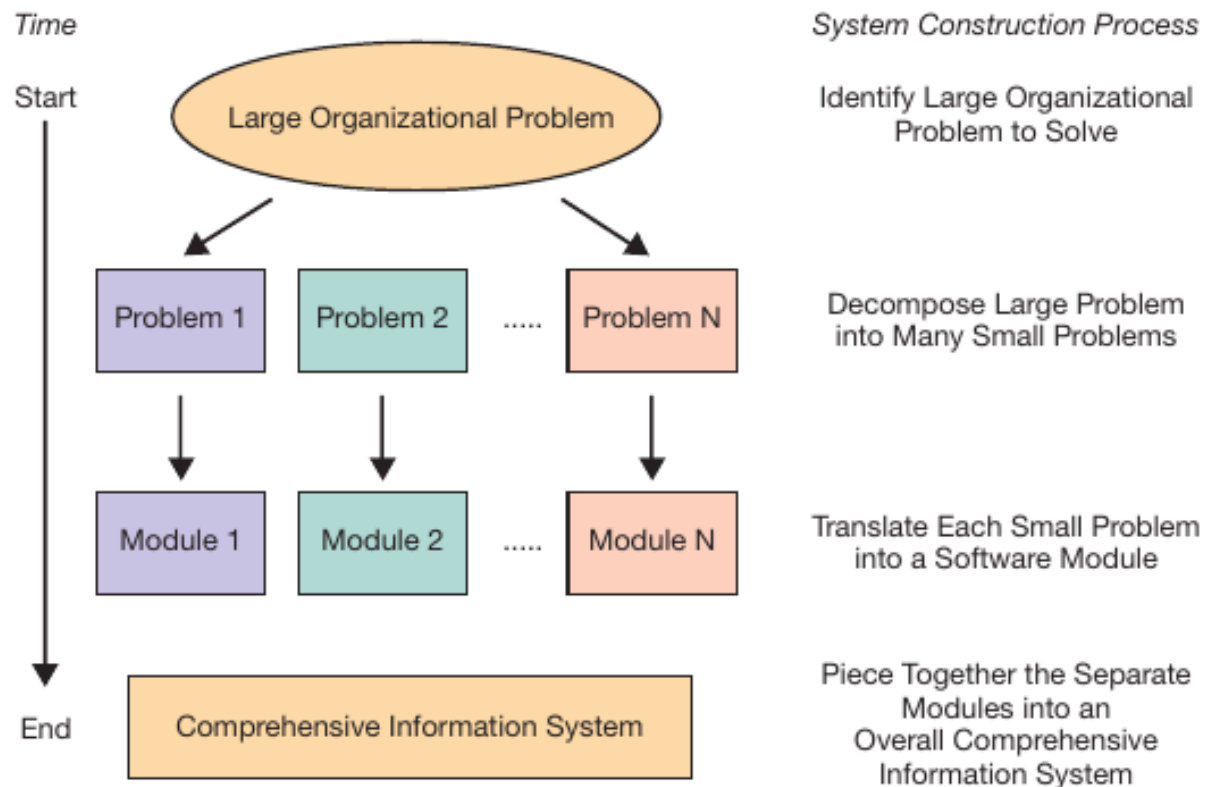 Time
System Construction Process
Start
Large Organizational Problem
Identify Large Organizational
Problem to Solve
Problem 1
Problem 2
.....
Problem N
Decompose Large Problem
into Many Small Problems
Module 1
Module 2
.....
Module N
Translate Each Small Problem
into a Software Module
End
Comprehensive Information System
Piece Together the Separate
Modules into an
Overall Comprehensive
Information System